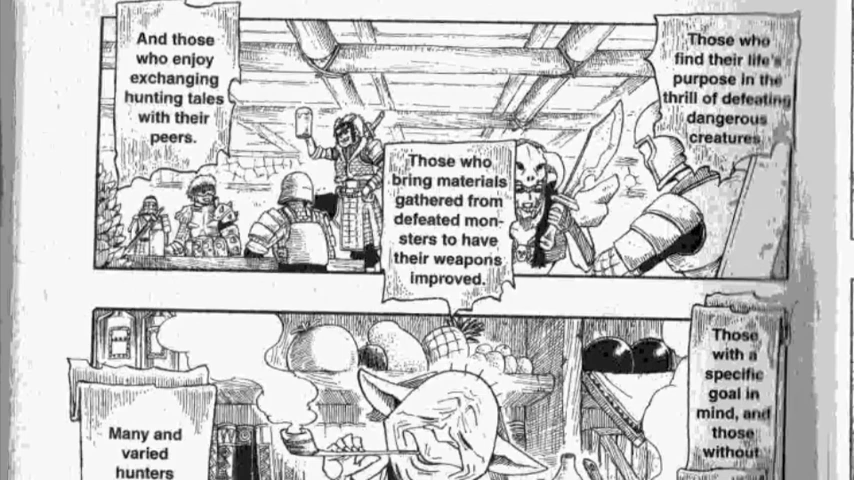 Those who
find their life's
purpose in the
thrill of defeating
dangerous
creatures
Those who
bring materials
gathered from
defeated mon-
sters to have
their weapons
improved.
And those
who enjoy
exchanging
hunting tales
with their
peers.
Those
with a
specific
goal in
mind, and
those
without
Many and
varied
hunters